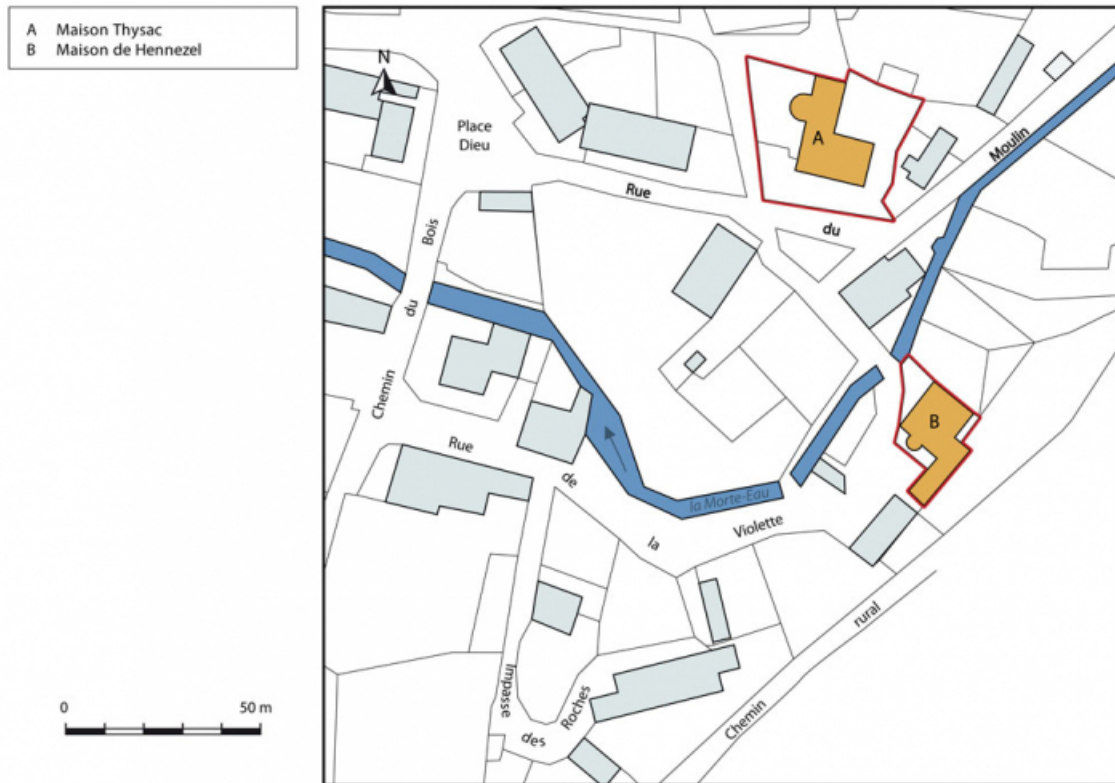 A Maison Thysac
B Maison de Hennezel
N
Place
Dieu
A
Moulin
Rue
du
Bois
du
Chemin
B
Rue
de
la Morte-Eau
la
Violette
rural
Impasse
Roches
Chemin
des
0 50 m